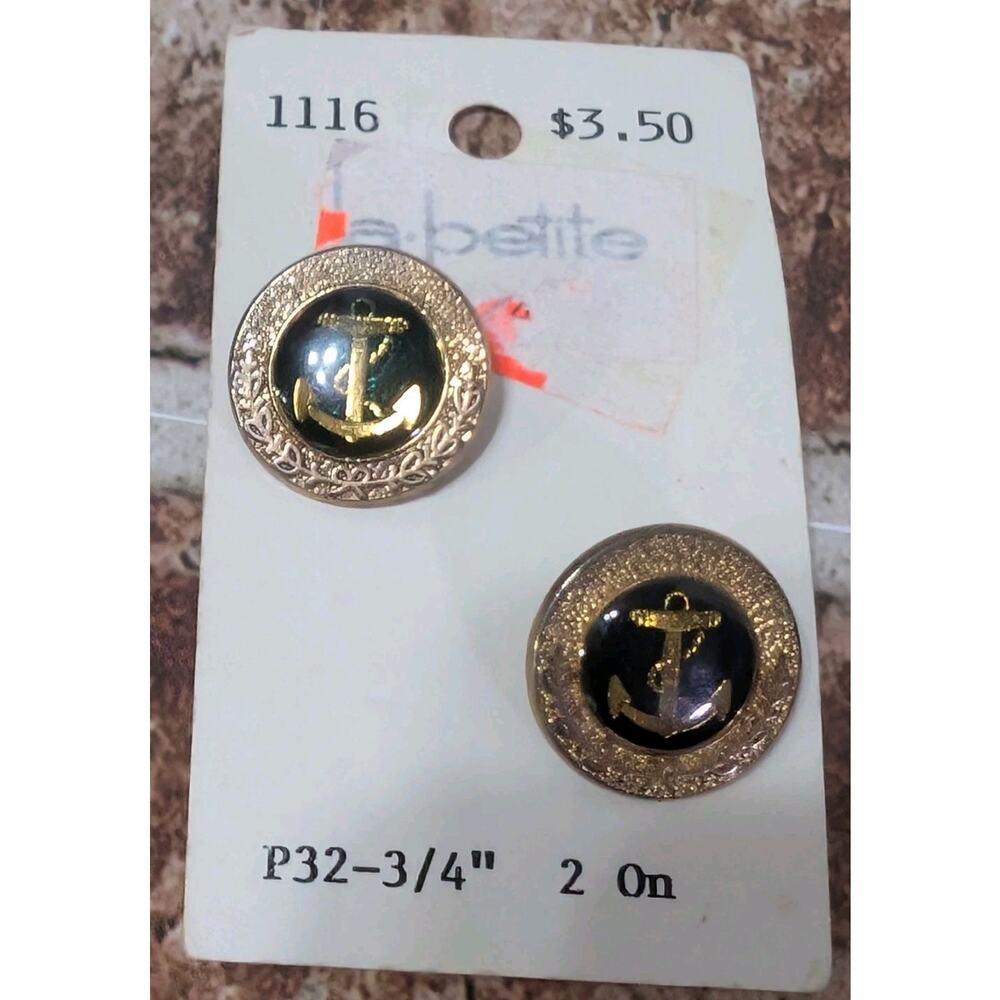 1116 $3.50
la·petite
P32-3/4" 2 On